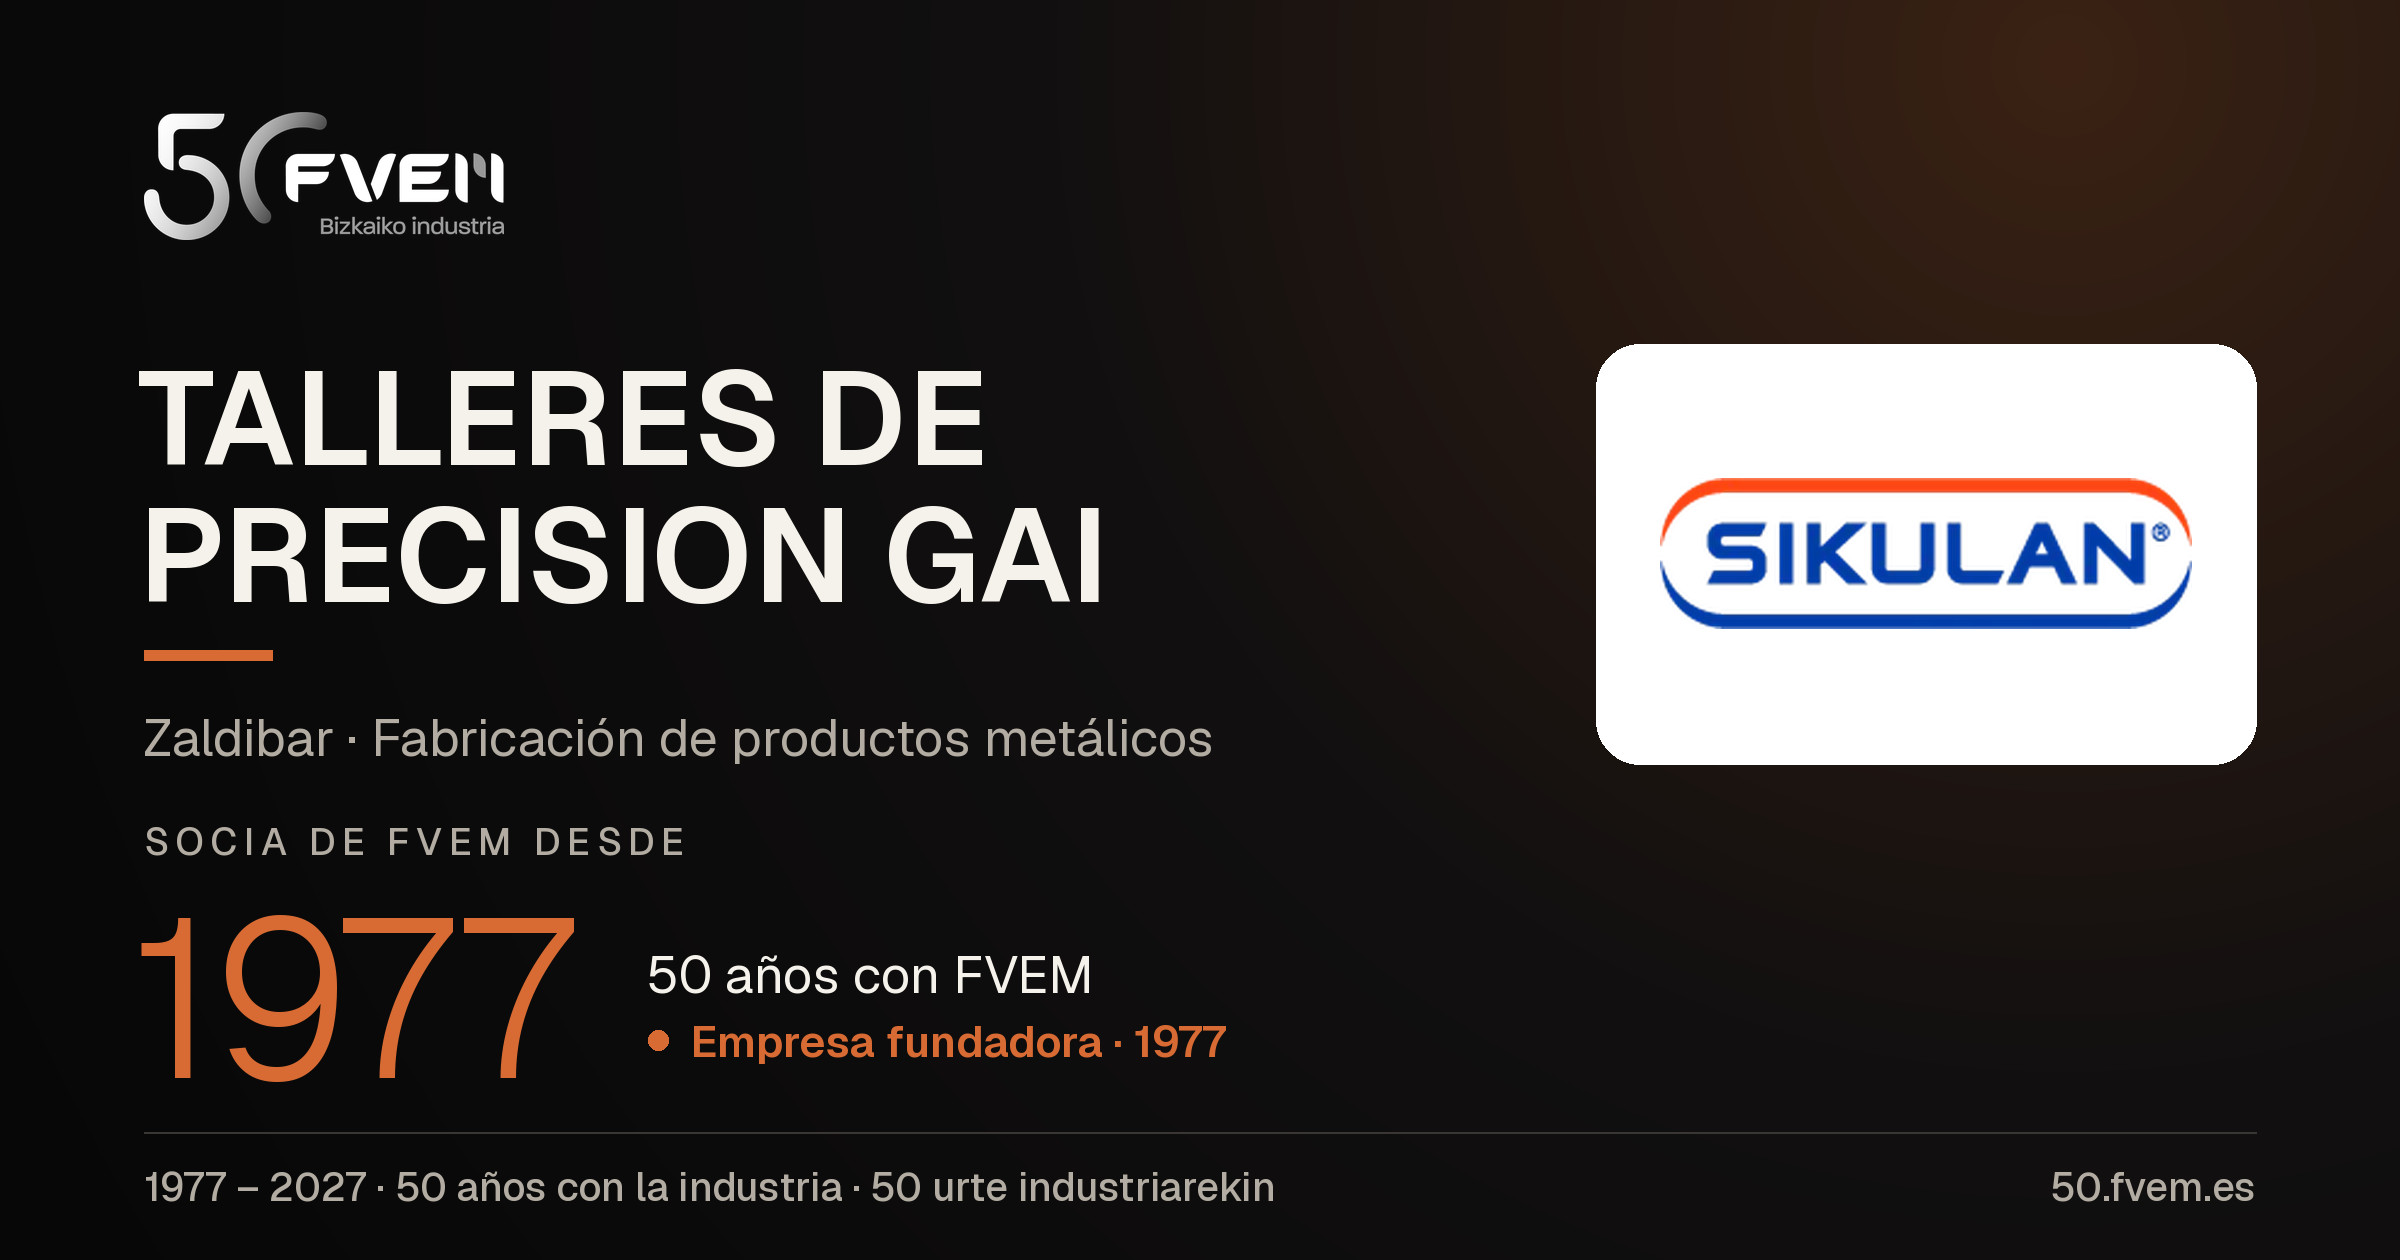 50 FVEM
Bizkaiko industria
TALLERES DE
PRECISION GAI
SIKULAN®
Zaldibar · Fabricación de productos metálicos
SOCIA DE FVEM DESDE
1977
50 años con FVEM
Empresa fundadora · 1977
1977 – 2027 · 50 años con la industria · 50 urte industriarekin
50.fvem.es